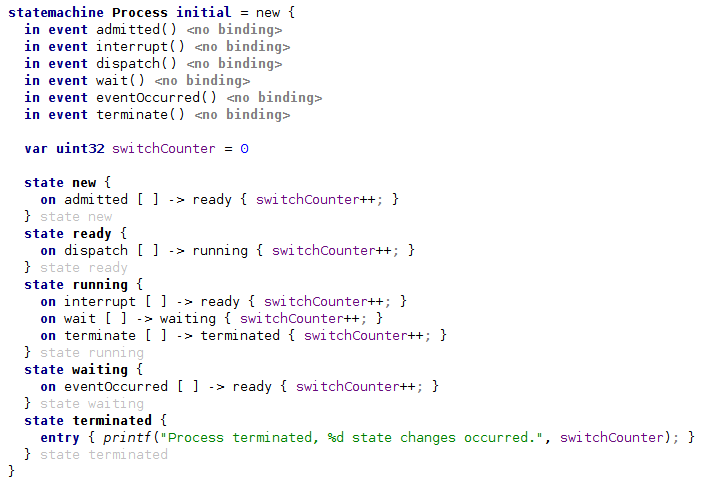 statemachine Process initial = new {
in event admitted() <no binding>
in event interrupt() <no binding>
in event dispatch() <no binding>
in event wait() <no binding>
in event eventOccurred() <no binding>
in event terminate() <no binding>
var uint32 switchCounter = 0
state new {
on admitted [ ] -> ready { switchCounter++; }
} state new
state ready {
on dispatch [ ] -> running { switchCounter++; }
} state ready
state running {
on interrupt [ ] -> ready { switchCounter++; }
on wait [ ] -> waiting { switchCounter++; }
on terminate [ ] -> terminated { switchCounter++; }
} state running
state waiting {
on eventOccurred [ ] -> ready { switchCounter++; }
} state waiting
state terminated {
entry { printf("Process terminated, %d state changes occurred.", switchCounter); }
} state terminated
}